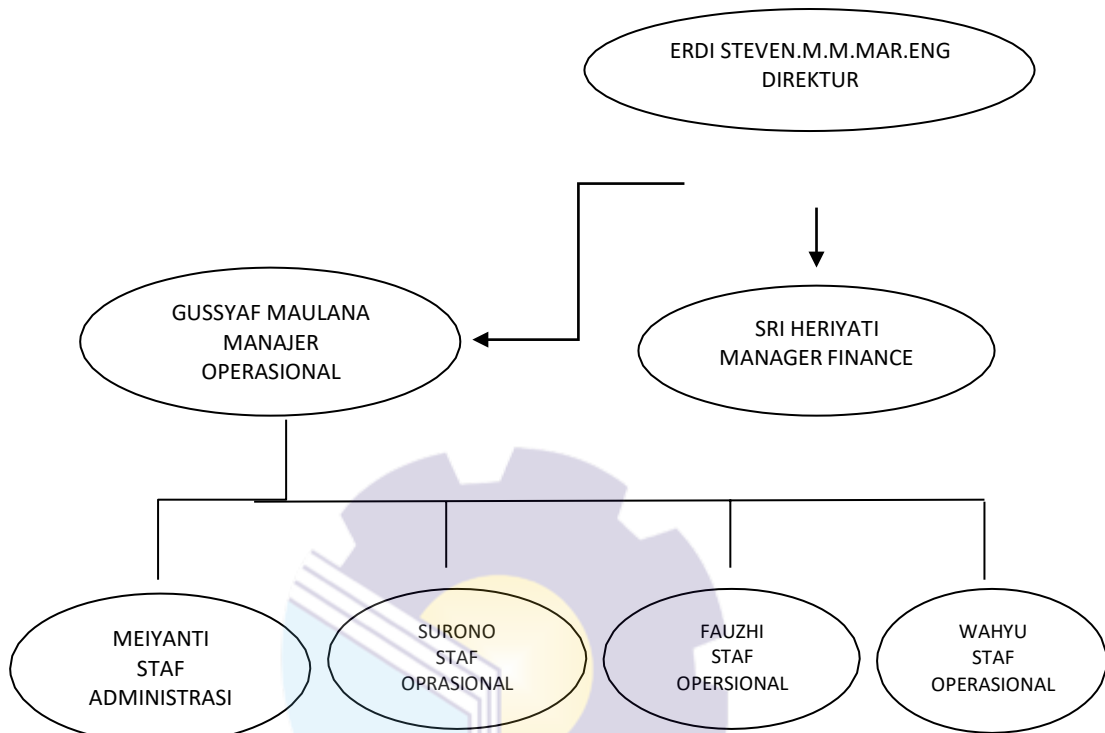 ERDI STEVEN.M.M.MAR.ENG
DIREKTUR
GUSSYAF MAULANA
MANAJER
OPERASIONAL
SRI HERIYATI
MANAGER FINANCE
MEIYANTI
STAF
ADMINISTRASI
SURONO
STAF
OPRASIONAL
FAUZHI
STAF
OPERSIONAL
WAHYU
STAF
OPERASIONAL